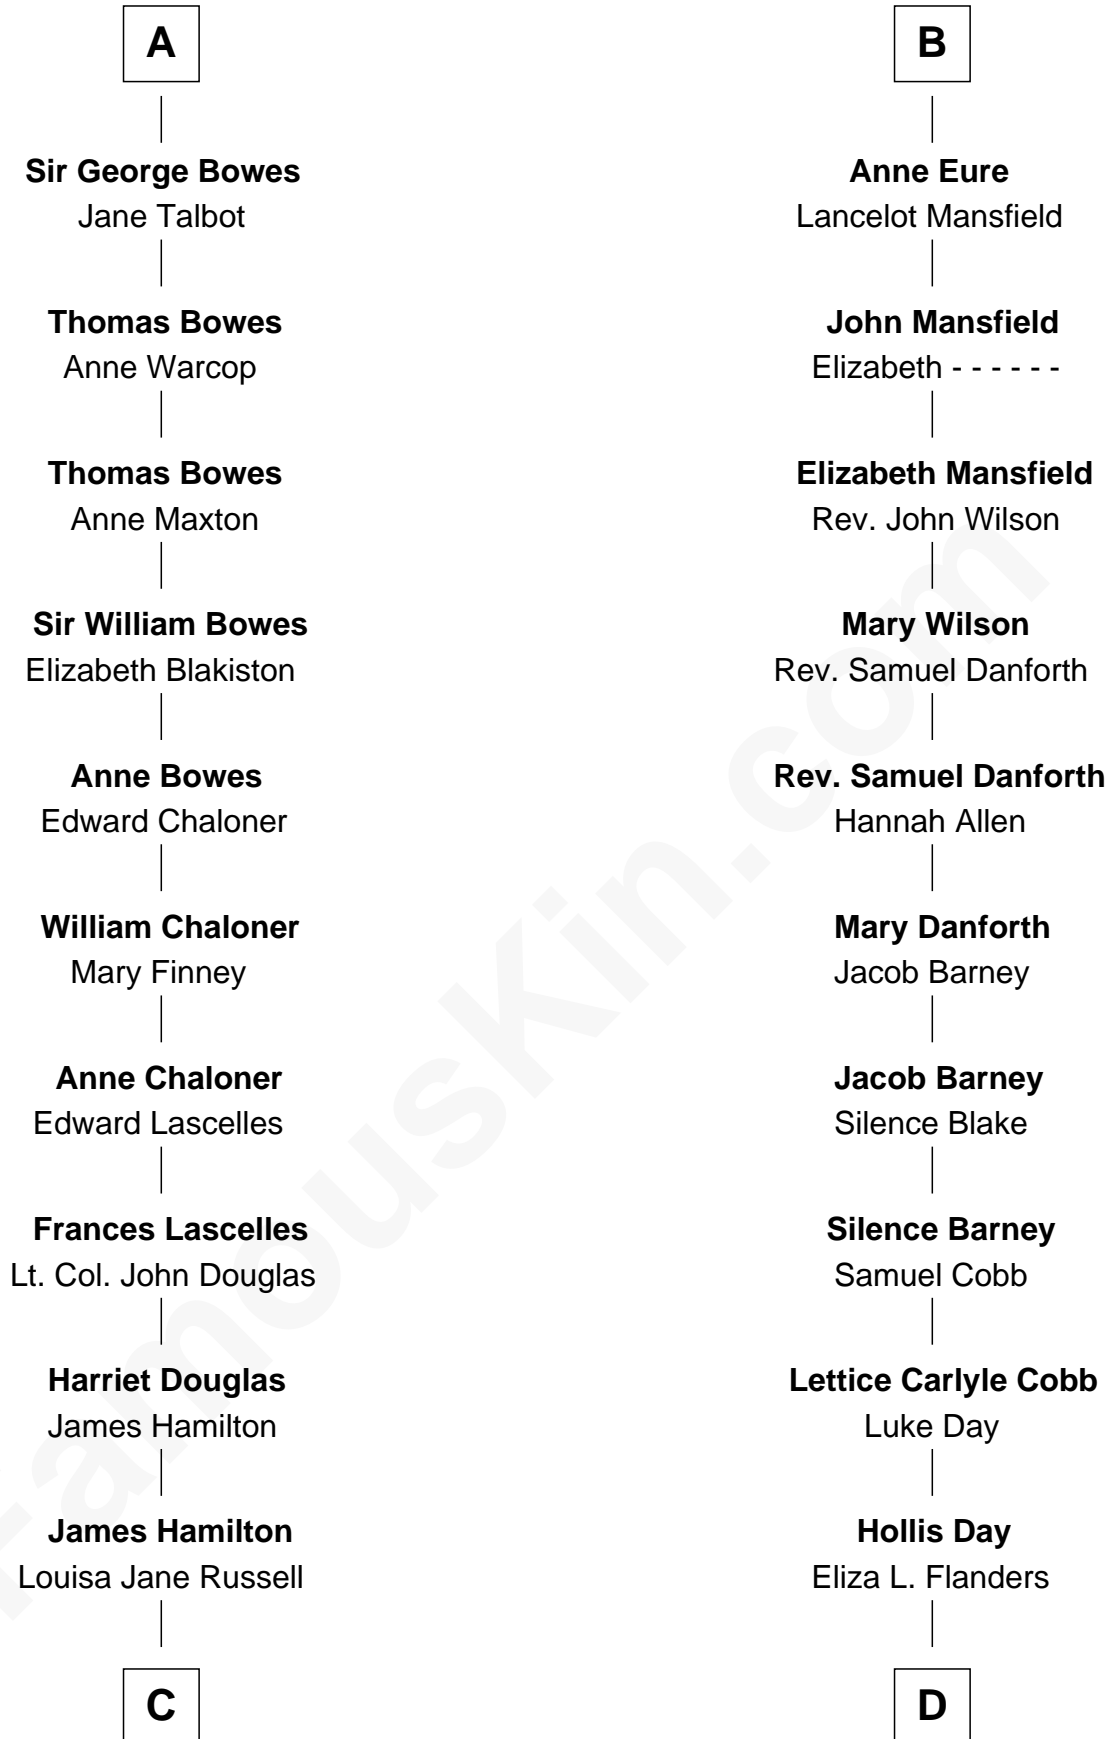 A
Sir George Bowes
Jane Talbot
Thomas Bowes
Anne Warcop
Thomas Bowes
Anne Maxton
Sir William Bowes
Elizabeth Blakiston
Anne Bowes
Edward Chaloner
William Chaloner
Mary Finney
Anne Chaloner
Edward Lascelles
Frances Lascelles
Lt. Col. John Douglas
Harriet Douglas
James Hamilton
James Hamilton
Louisa Jane Russell
C
B
Anne Eure
Lancelot Mansfield
John Mansfield
Elizabeth - - - - - -
Elizabeth Mansfield
Rev. John Wilson
Mary Wilson
Rev. Samuel Danforth
Rev. Samuel Danforth
Hannah Allen
Mary Danforth
Jacob Barney
Jacob Barney
Silence Blake
Silence Barney
Samuel Cobb
Lettice Carlyle Cobb
Luke Day
Hollis Day
Eliza L. Flanders
D
FamousKin.com